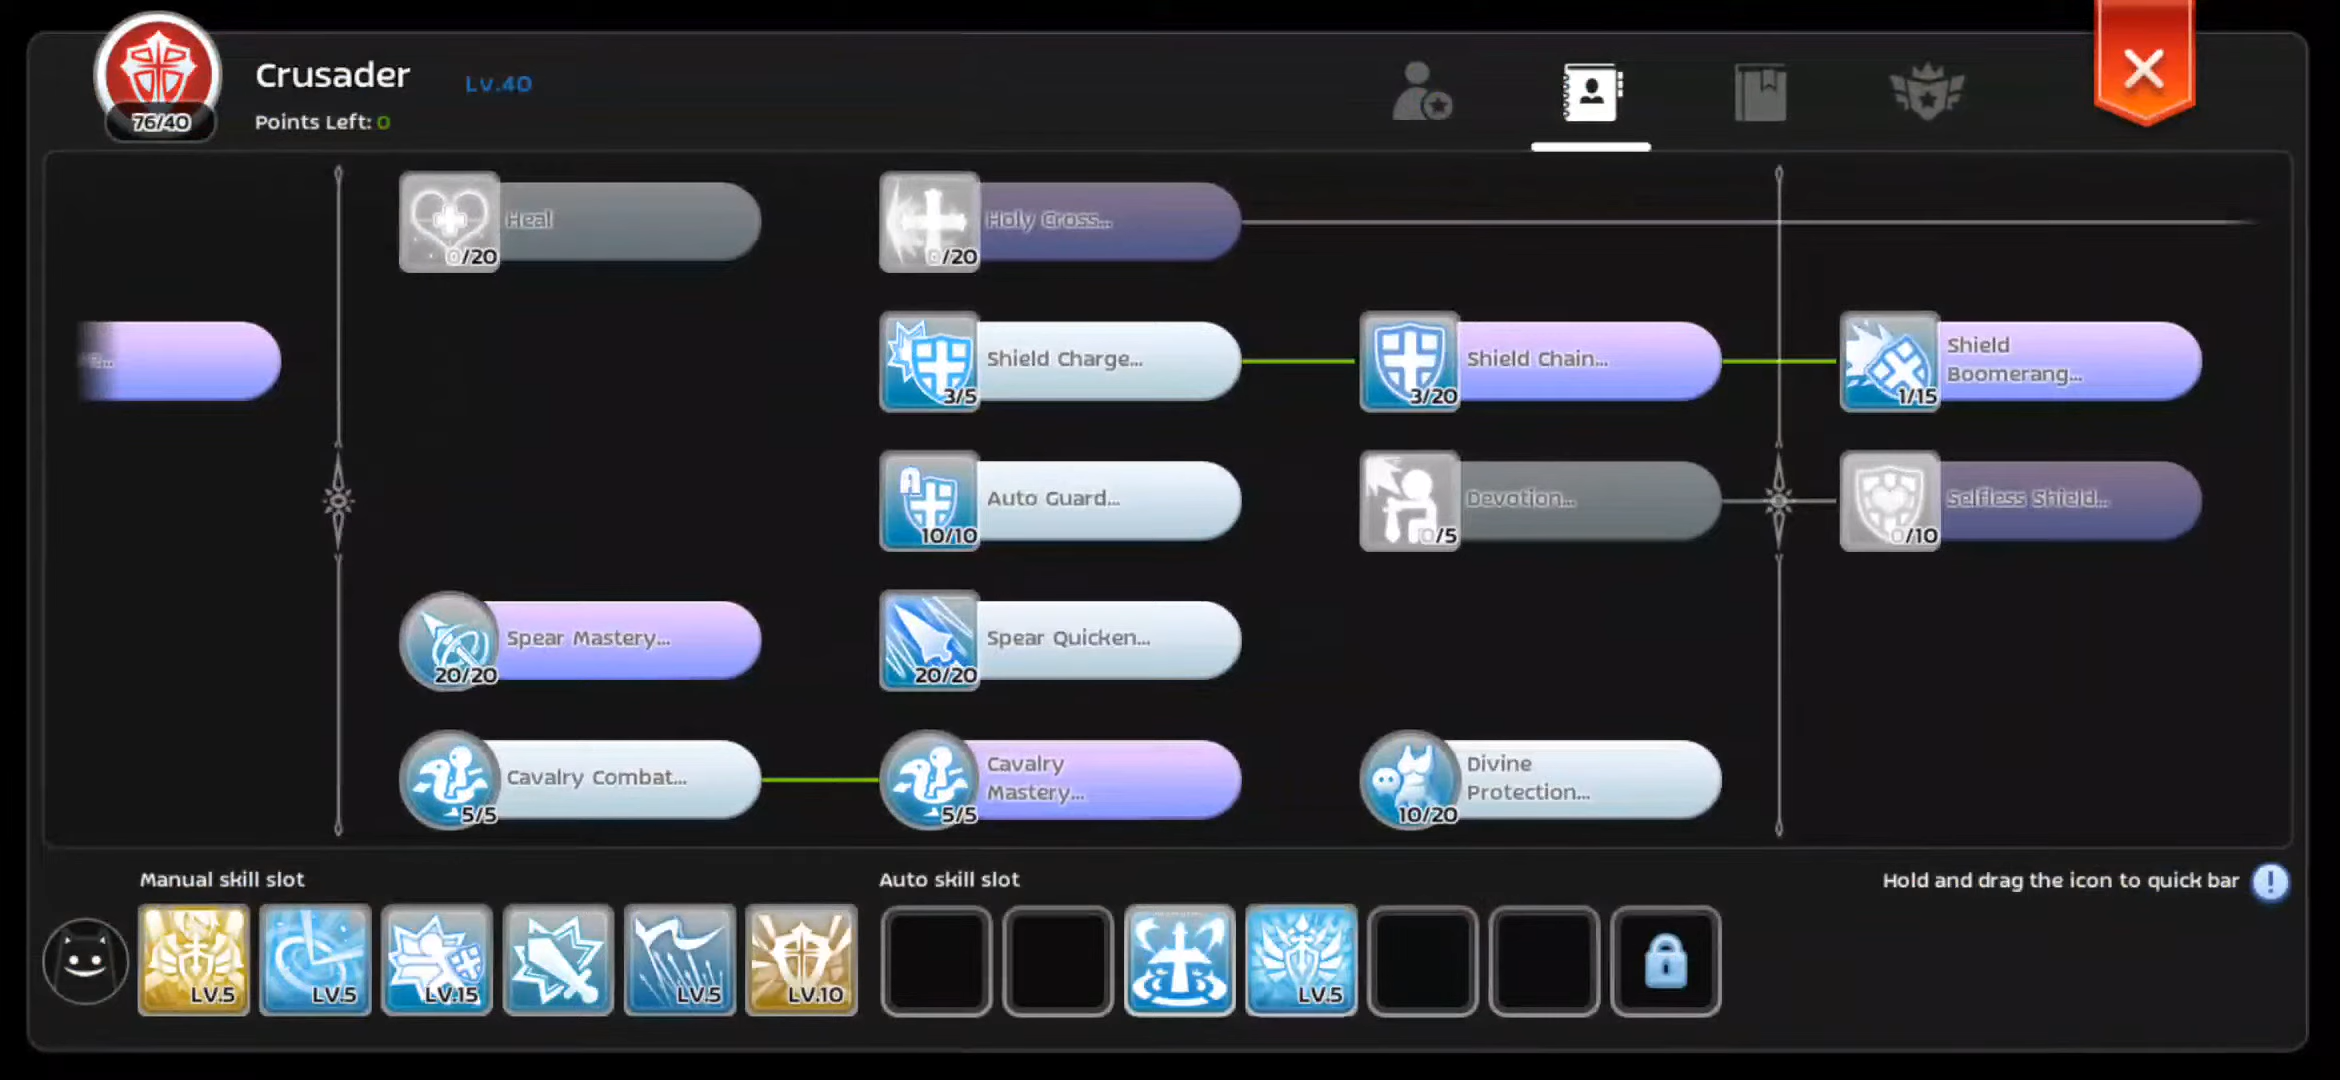 Crusader
Lv.40
76/40
Points Left: 0
Heal
0/20
Holy Cross...
0/20
Shield Charge...
3/5
Shield Chain...
3/20
Shield
Boomerang...
1/15
Auto Guard...
10/10
Devotion...
0/5
Selfless Shield...
0/10
Spear Mastery...
20/20
Spear Quicken...
20/20
Cavalry Combat...
5/5
Cavalry
Mastery...
5/5
Divine
Protection...
10/20
Manual skill slot
Auto skill slot
Hold and drag the icon to quick bar
LV.5
LV.5
LV.15
LV.5
LV.10
LV.5